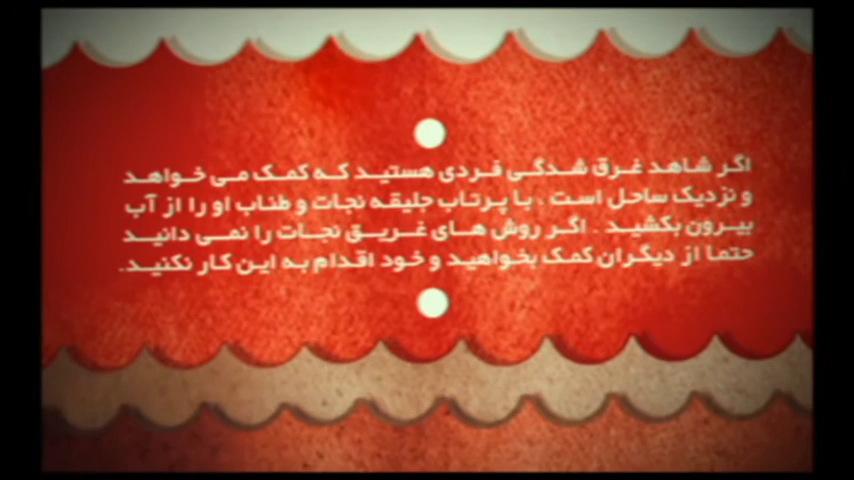 اگر شاهد غرق شدگی فردی هستید که کمک می خواهد
و نزدیک ساحل است ، با پرتاب جلیقه نجات و طناب او را از آب
بیرون بکشید . اگر روش های غریق نجات را نمی دانید
حتما از دیگران کمک بخواهید و خود اقدام به این کار نکنید.